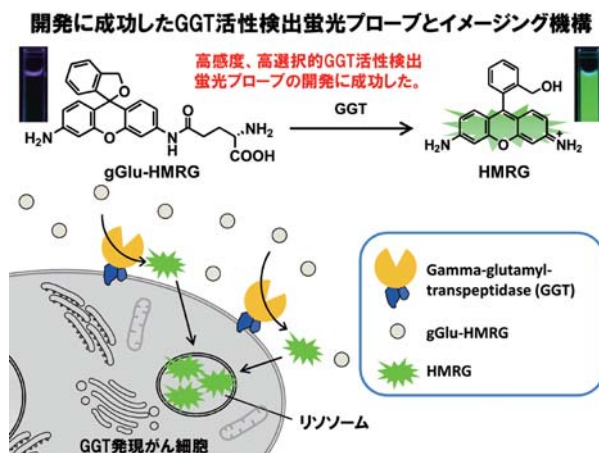 開発に成功したGGT活性検出蛍光プローブとイメージング機構
高感度、高選択的GGT活性検出
蛍光プローブの開発に成功した。
GGT
H₂N
O
O
N
H
O
NH₂
COOH
gGlu-HMRG
OH
H₂N
O
NH₂
+
HMRG
Gamma-glutamyl-
transpeptidase (GGT)
gGlu-HMRG
HMRG
リソソーム
GGT発現がん細胞